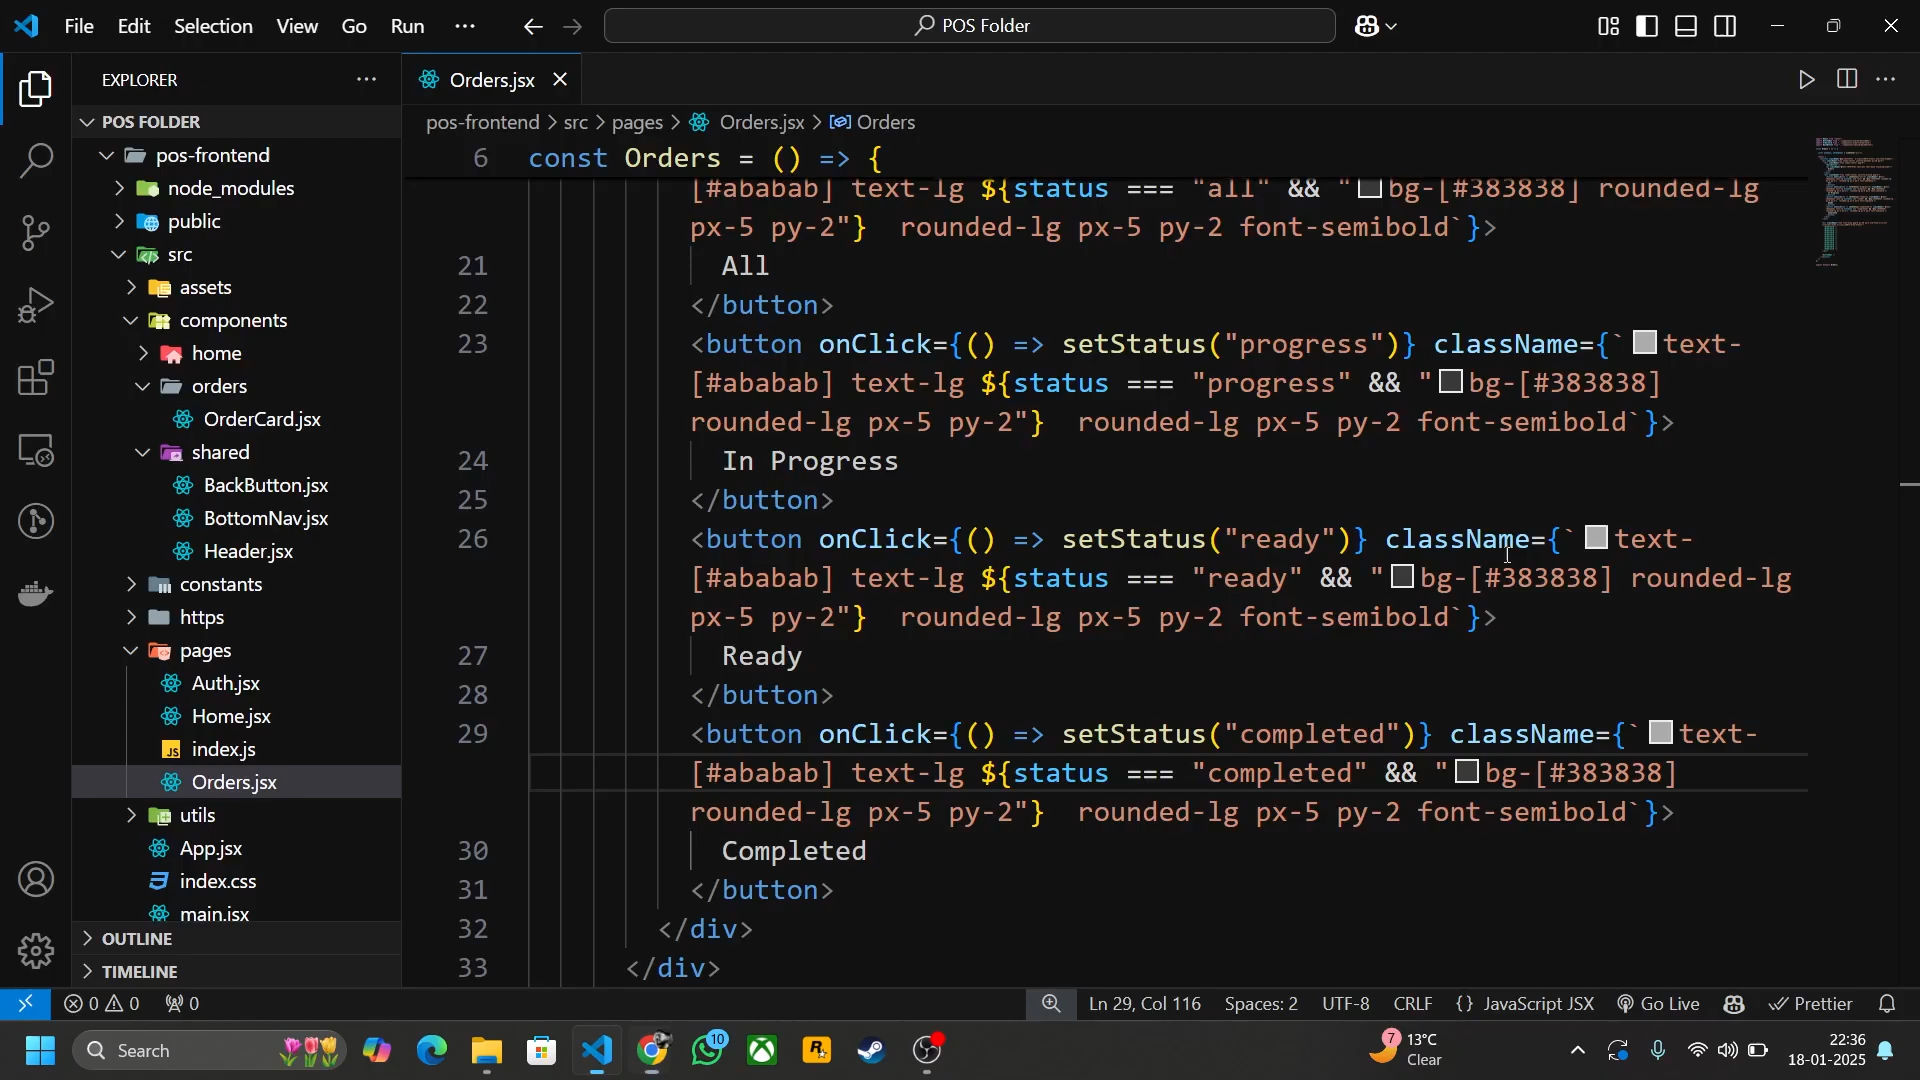 File Edit Selection View Go Run ··· POS Folder
EXPLORER ···
Orders.jsx
POS FOLDER
pos-frontend > src > pages > Orders.jsx > Orders
pos-frontend
node_modules
public
src
assets
components
home
orders
OrderCard.jsx
shared
BackButton.jsx
BottomNav.jsx
Header.jsx
constants
https
pages
Auth.jsx
Home.jsx
index.js
Orders.jsx
utils
App.jsx
index.css
main.jsx
OUTLINE
TIMELINE
6 const Orders = () => {
[#ababab] text-lg ${status === "all" && "bg-[#383838] rounded-lg
px-5 py-2"}  rounded-lg px-5 py-2 font-semibold`}>
21 All
22 </button>
23 <button onClick={() => setStatus("progress")} className={`text-
[#ababab] text-lg ${status === "progress" && "bg-[#383838]
rounded-lg px-5 py-2"}  rounded-lg px-5 py-2 font-semibold`}>
24 In Progress
25 </button>
26 <button onClick={() => setStatus("ready")} className={`text-
[#ababab] text-lg ${status === "ready" && "bg-[#383838] rounded-lg
px-5 py-2"}  rounded-lg px-5 py-2 font-semibold`}>
27 Ready
28 </button>
29 <button onClick={() => setStatus("completed")} className={`text-
[#ababab] text-lg ${status === "completed" && "bg-[#383838]
rounded-lg px-5 py-2"}  rounded-lg px-5 py-2 font-semibold`}>
30 Completed
31 </button>
32 </div>
33 </div>
0 0 0 Ln 29, Col 116 Spaces: 2 UTF-8 CRLF {} JavaScript JSX Go Live Prettier
Search 10 7 13°C 22:36
Clear 18-01-2025